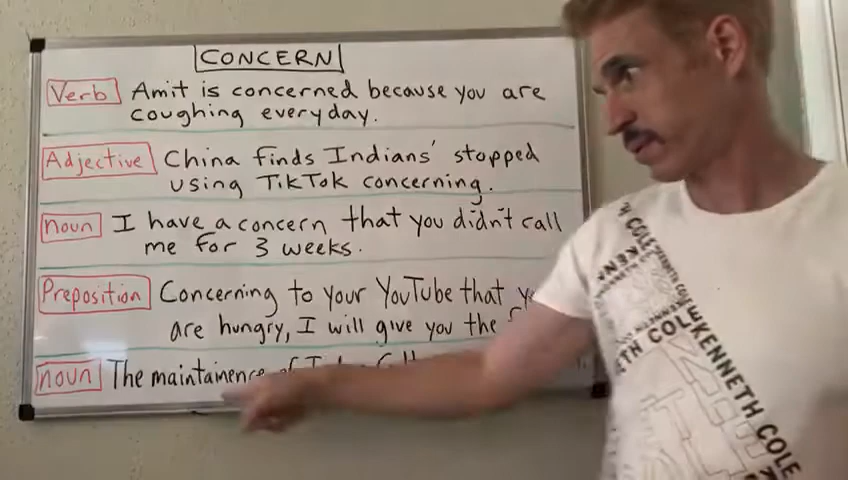 CONCERN
Verb Amit is concerned because you are
coughing everyday.
Adjective China finds Indians' stopped
using TikTok concerning.
noun I have a concern that you didn't call
me for 3 weeks.
Preposition Concerning to your YouTube that
are hungry, I will give you the
noun The maintainence
KENNETH COLE